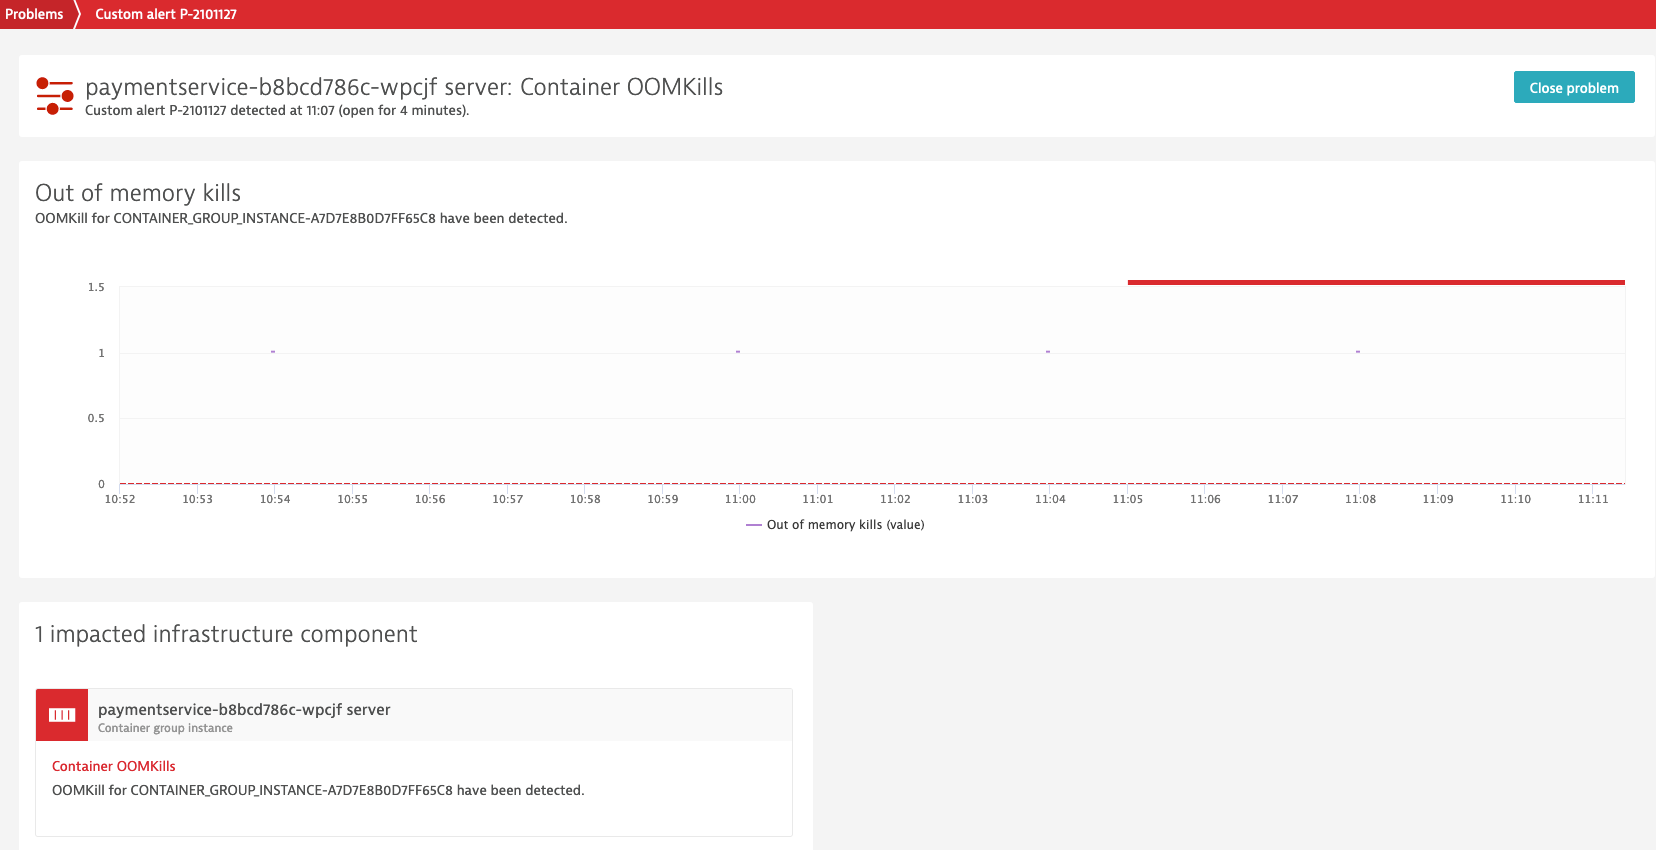 Problems
Custom alert P-2101127
paymentservice-b8bcd786c-wpcjf server: Container OOMKills
Custom alert P-2101127 detected at 11:07 (open for 4 minutes).
Close problem
Out of memory kills
OOMKill for CONTAINER_GROUP_INSTANCE-A7D7E8B0D7FF65C8 have been detected.
1.5
1
0.5
0
10:52 10:53 10:54 10:55 10:56 10:57 10:58 10:59 11:00 11:01 11:02 11:03 11:04 11:05 11:06 11:07 11:08 11:09 11:10 11:11
Out of memory kills (value)
1 impacted infrastructure component
paymentservice-b8bcd786c-wpcjf server
Container group instance
Container OOMKills
OOMKill for CONTAINER_GROUP_INSTANCE-A7D7E8B0D7FF65C8 have been detected.